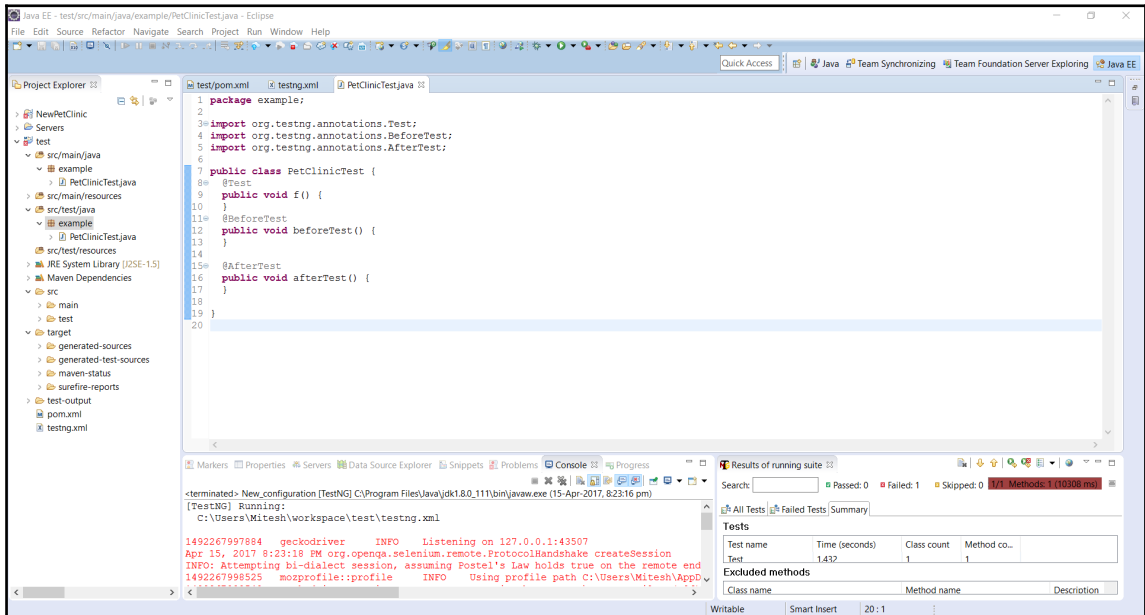 Java EE - test/src/main/java/example/PetClinicTest.java - Eclipse
File Edit Source Refactor Navigate Search Project Run Window Help
Quick Access Java Team Synchronizing Team Foundation Server Exploring Java EE
Project Explorer
NewPetClinic
Servers
test
src/main/java
example
PetClinicTest.java
src/main/resources
src/test/java
example
PetClinicTest.java
src/test/resources
JRE System Library [J2SE-1.5]
Maven Dependencies
src
main
test
target
generated-sources
generated-test-sources
maven-status
surefire-reports
test-output
pom.xml
testng.xml
test/pom.xml testng.xml PetClinicTest.java
1 package example;
2
3 import org.testng.annotations.Test;
4 import org.testng.annotations.BeforeTest;
5 import org.testng.annotations.AfterTest;
6
7 public class PetClinicTest {
8 @Test
9 public void f() {
10 }
11 @BeforeTest
12 public void beforeTest() {
13 }
14
15 @AfterTest
16 public void afterTest() {
17 }
18
19 }
20
Markers Properties Servers Data Source Explorer Snippets Problems Console Progress
<terminated> New_configuration [TestNG] C:\Program Files\Java\jdk1.8.0_111\bin\javaw.exe (15-Apr-2017, 8:23:16 pm)
[TestNG] Running:
C:\Users\Mitesh\workspace\test\testng.xml
1492267997884 geckodriver INFO Listening on 127.0.0.1:43507
Apr 15, 2017 8:23:18 PM org.openqa.selenium.remote.ProtocolHandshake createSession
INFO: Attempting bi-dialect session, assuming Postel's Law holds true on the remote end
1492267998525 mozprofile::profile INFO Using profile path C:\Users\Mitesh\AppD
Results of running suite
Search: Passed: 0 Failed: 1 Skipped: 0 1/1 Methods: 1 (10308 ms)
All Tests Failed Tests Summary
Tests
Test name Time (seconds) Class count Method co...
Test 1.432 1 1
Excluded methods
Class name Method name Description
Writable Smart Insert 20 : 1